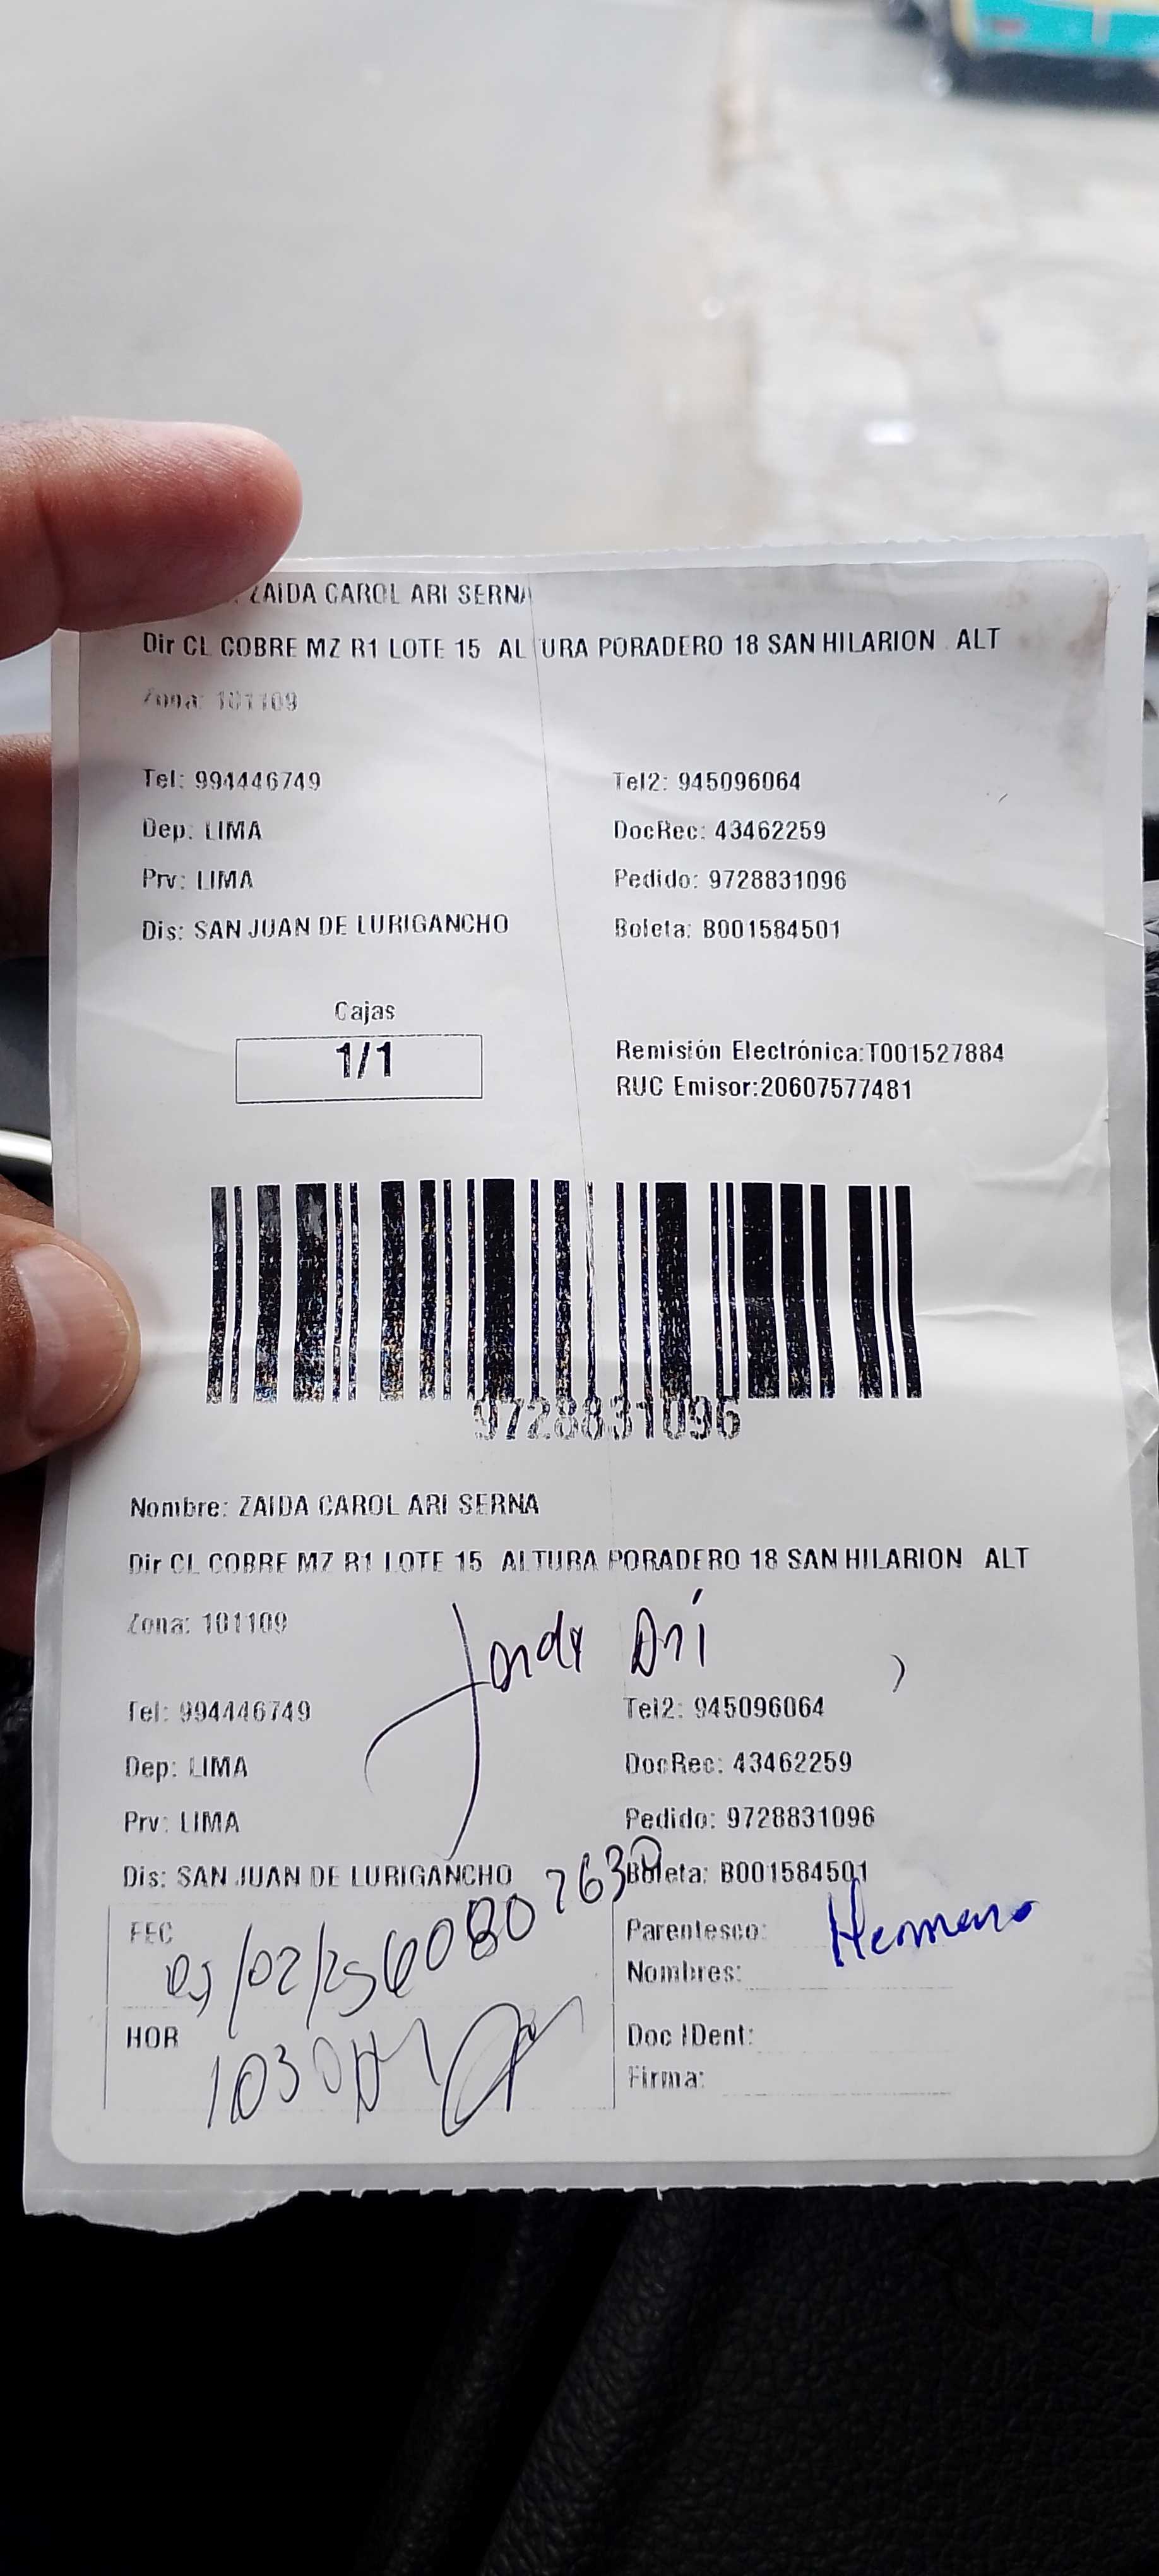 ZAIDA CAROL ARI SERNA
Dir CL COBRE MZ R1 LOTE 15 ALTURA PORADERO 18 SAN HILARION ALT
Zona: 101109
Tel: 994446749 Tel2: 945096064
Dep: LIMA DocRec: 43462259
Prv: LIMA Pedido: 9728831096
Dis: SAN JUAN DE LURIGANCHO Boleta: B001584501
Cajas
1/1
Remisión Electrónica:T001527884
RUC Emisor:20607577481
9728831096
Nombre: ZAIDA CAROL ARI SERNA
Dir CL COBRE MZ R1 LOTE 15 ALTURA PORADERO 18 SAN HILARION ALT
Zona: 101109
Tel: 994446749 Tel2: 945096064
Dep: LIMA DocRec: 43462259
Prv: LIMA Pedido: 9728831096
Dis: SAN JUAN DE LURIGANCHO Boleta: B001584501
FEC
Parentesco: Hermano
Nombres:
HOR 1030
Doc IDent:
Firma: